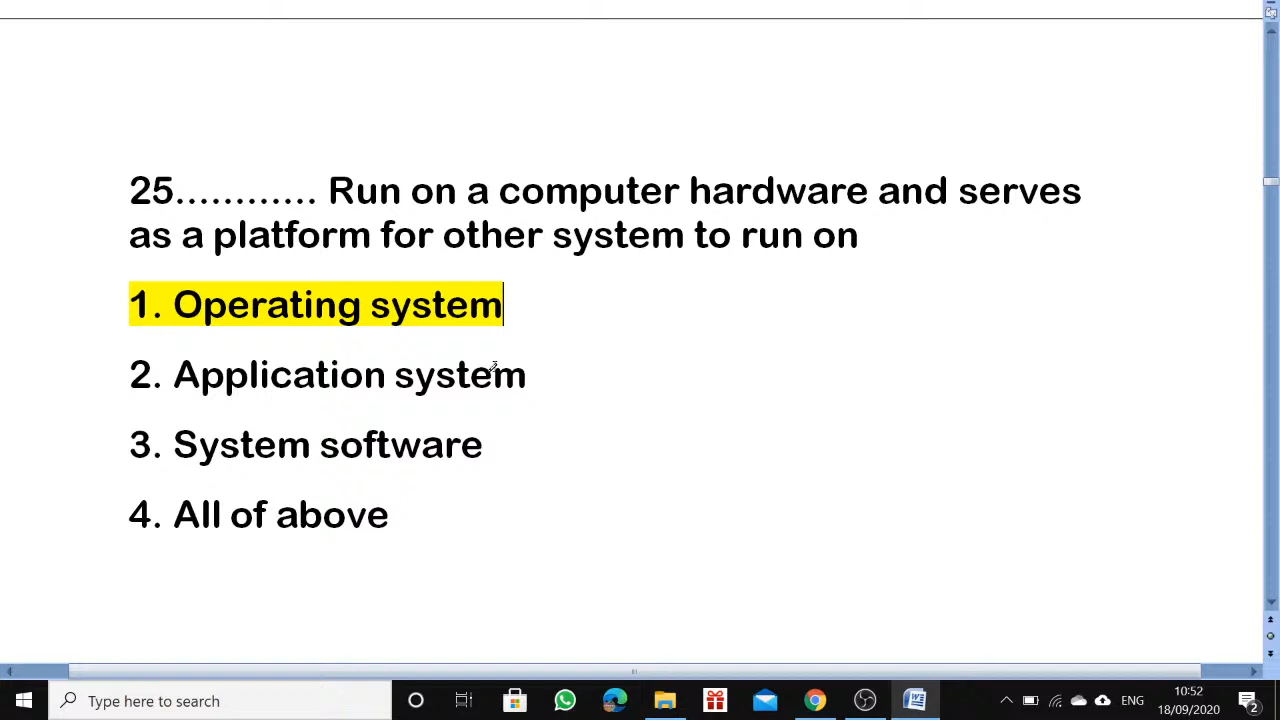 25............ Run on a computer hardware and serves
as a platform for other system to run on
1. Operating system
2. Application system
3. System software
4. All of above
Type here to search
ENG
10:52
18/09/2020
2